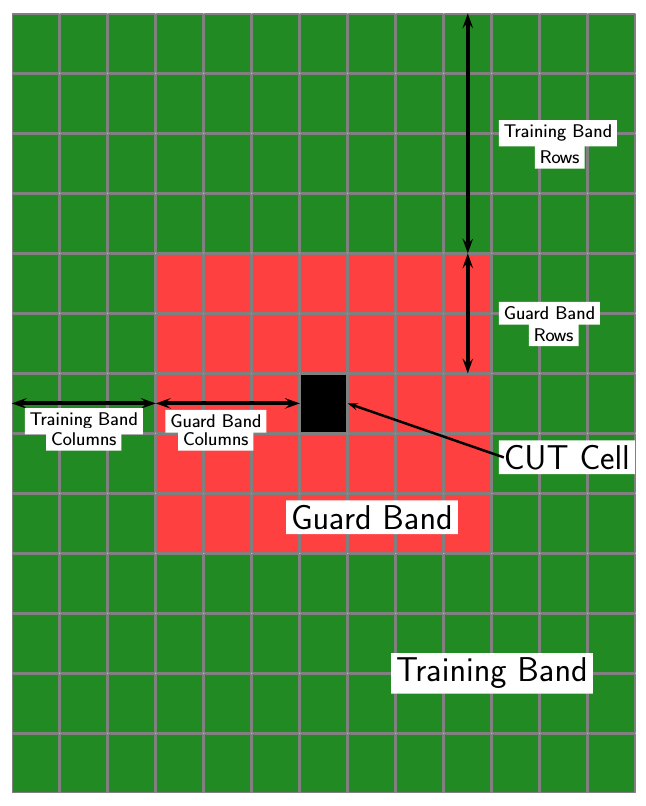 Training Band
Rows
Guard Band
Rows
Training Band
Columns
Guard Band
Columns
CUT Cell
Guard Band
Training Band